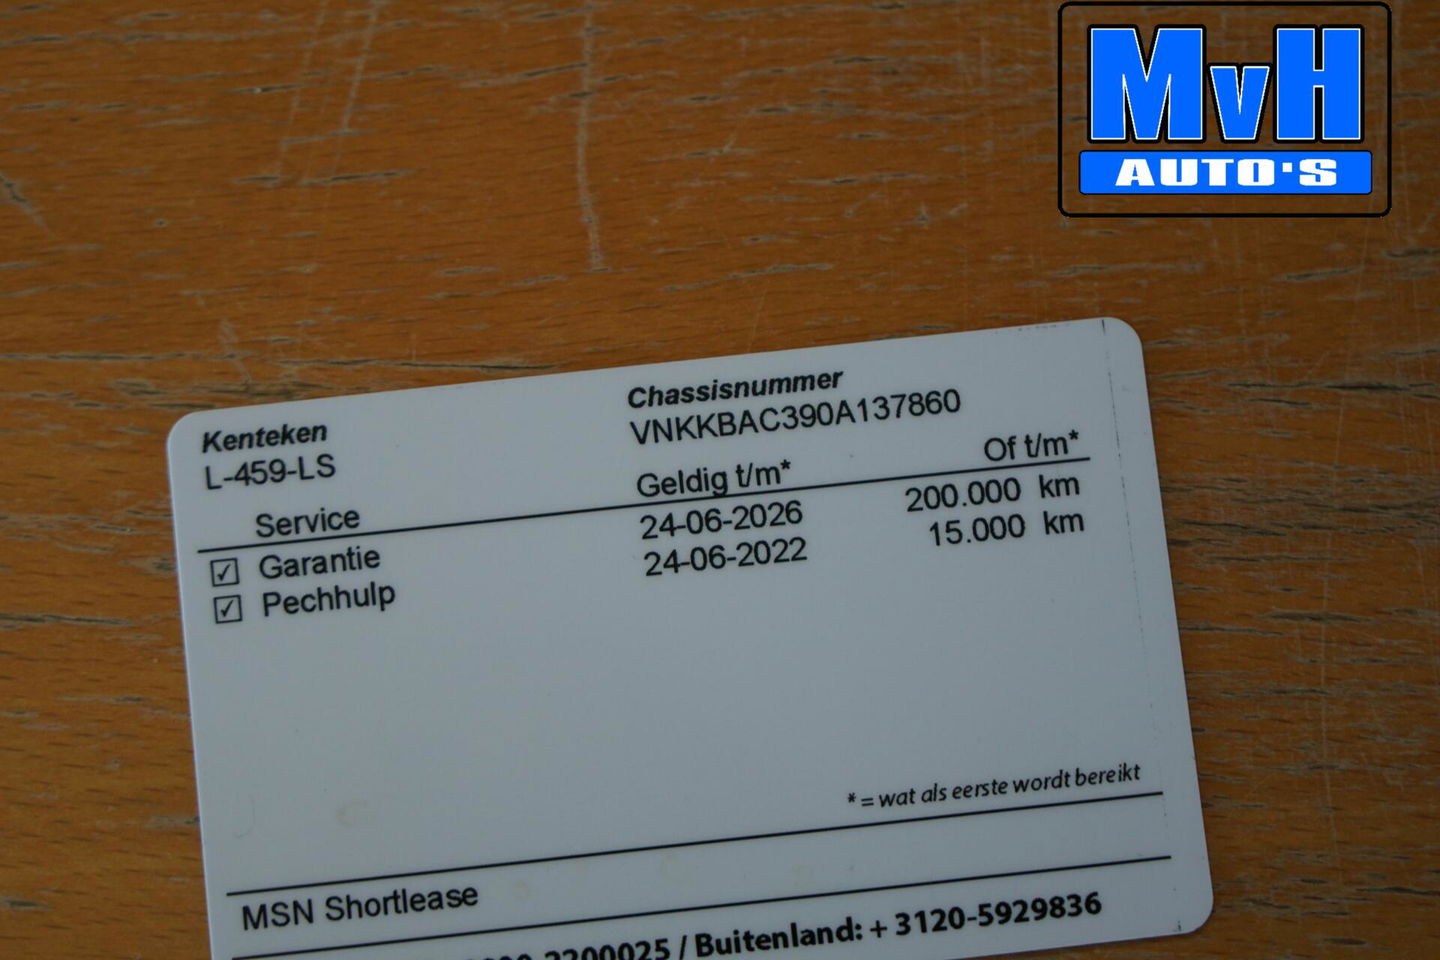 MvH
AUTO'S
Kenteken
L-459-LS
Chassisnummer
VNKKBAC390A137860
Service Geldig t/m* Of t/m*
☑ Garantie 24-06-2026 200.000 km
☑ Pechhulp 24-06-2022 15.000 km
* = wat als eerste wordt bereikt
MSN Shortlease
2200025 / Buitenland: + 3120-5929836